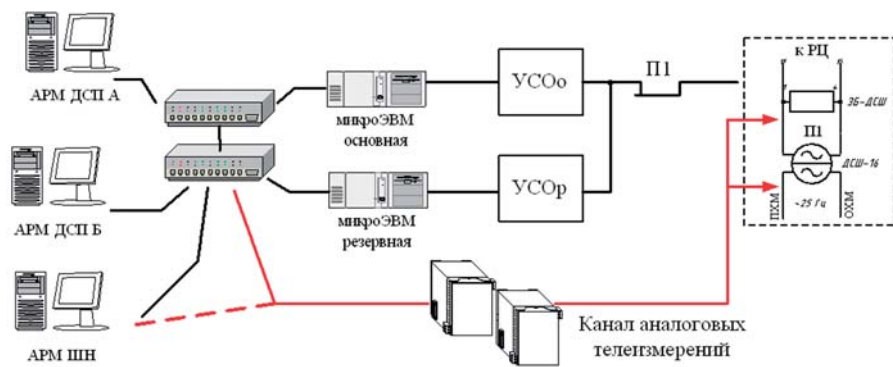 АРМ ДСП А
АРМ ДСП Б
АРМ ШН
микроЭВМ
основная
микроЭВМ
резервная
УСОо
УСОр
П1
Канал аналоговых
телеизмерений
к РЦ
ЗБ-ДСШ
П1
ДСШ-16
~25 Гц
ПХМ
ОХМ